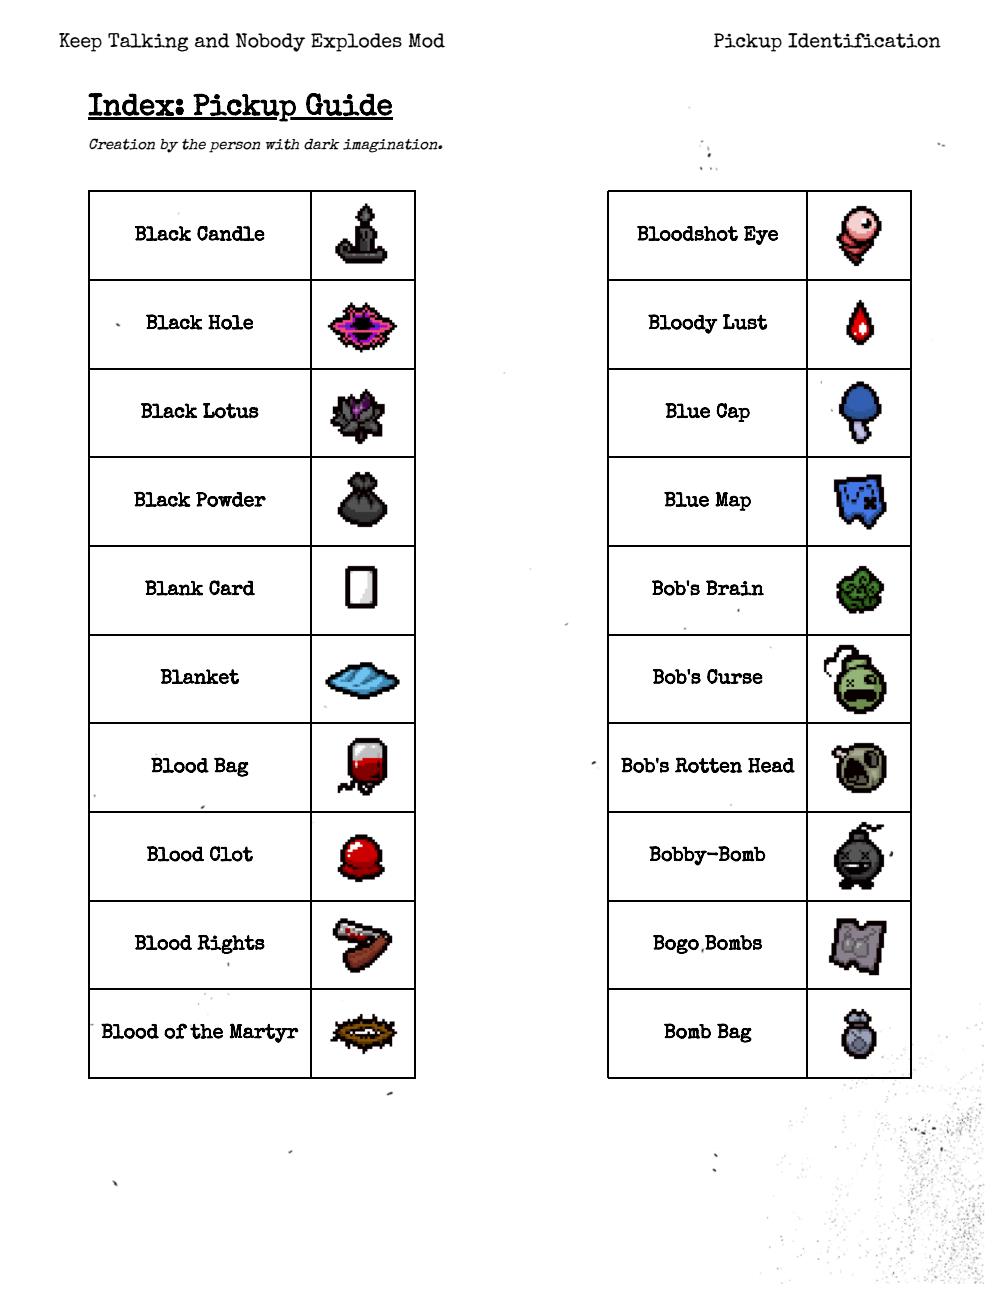 Keep Talking and Nobody Explodes Mod
Pickup Identification
Index: Pickup Guide
Creation by the person with dark imagination.
Black Candle
Black Hole
Black Lotus
Black Powder
Blank Card
Blanket
Blood Bag
Blood Clot
Blood Rights
Blood of the Martyr
Bloodshot Eye
Bloody Lust
Blue Cap
Blue Map
Bob's Brain
Bob's Curse
Bob's Rotten Head
Bobby-Bomb
Bogo Bombs
Bomb Bag